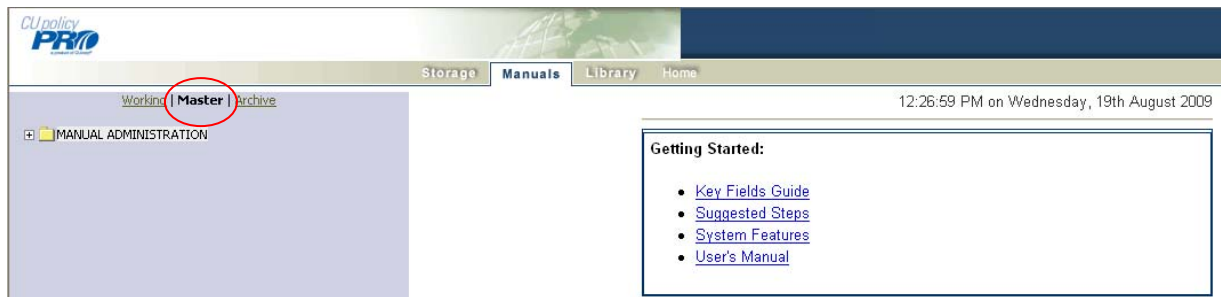 CU policy
PRO
Storage Manuals Library Home
Working | Master | Archive
12:26:59 PM on Wednesday, 19th August 2009
MANUAL ADMINISTRATION
Getting Started:
Key Fields Guide
Suggested Steps
System Features
User's Manual